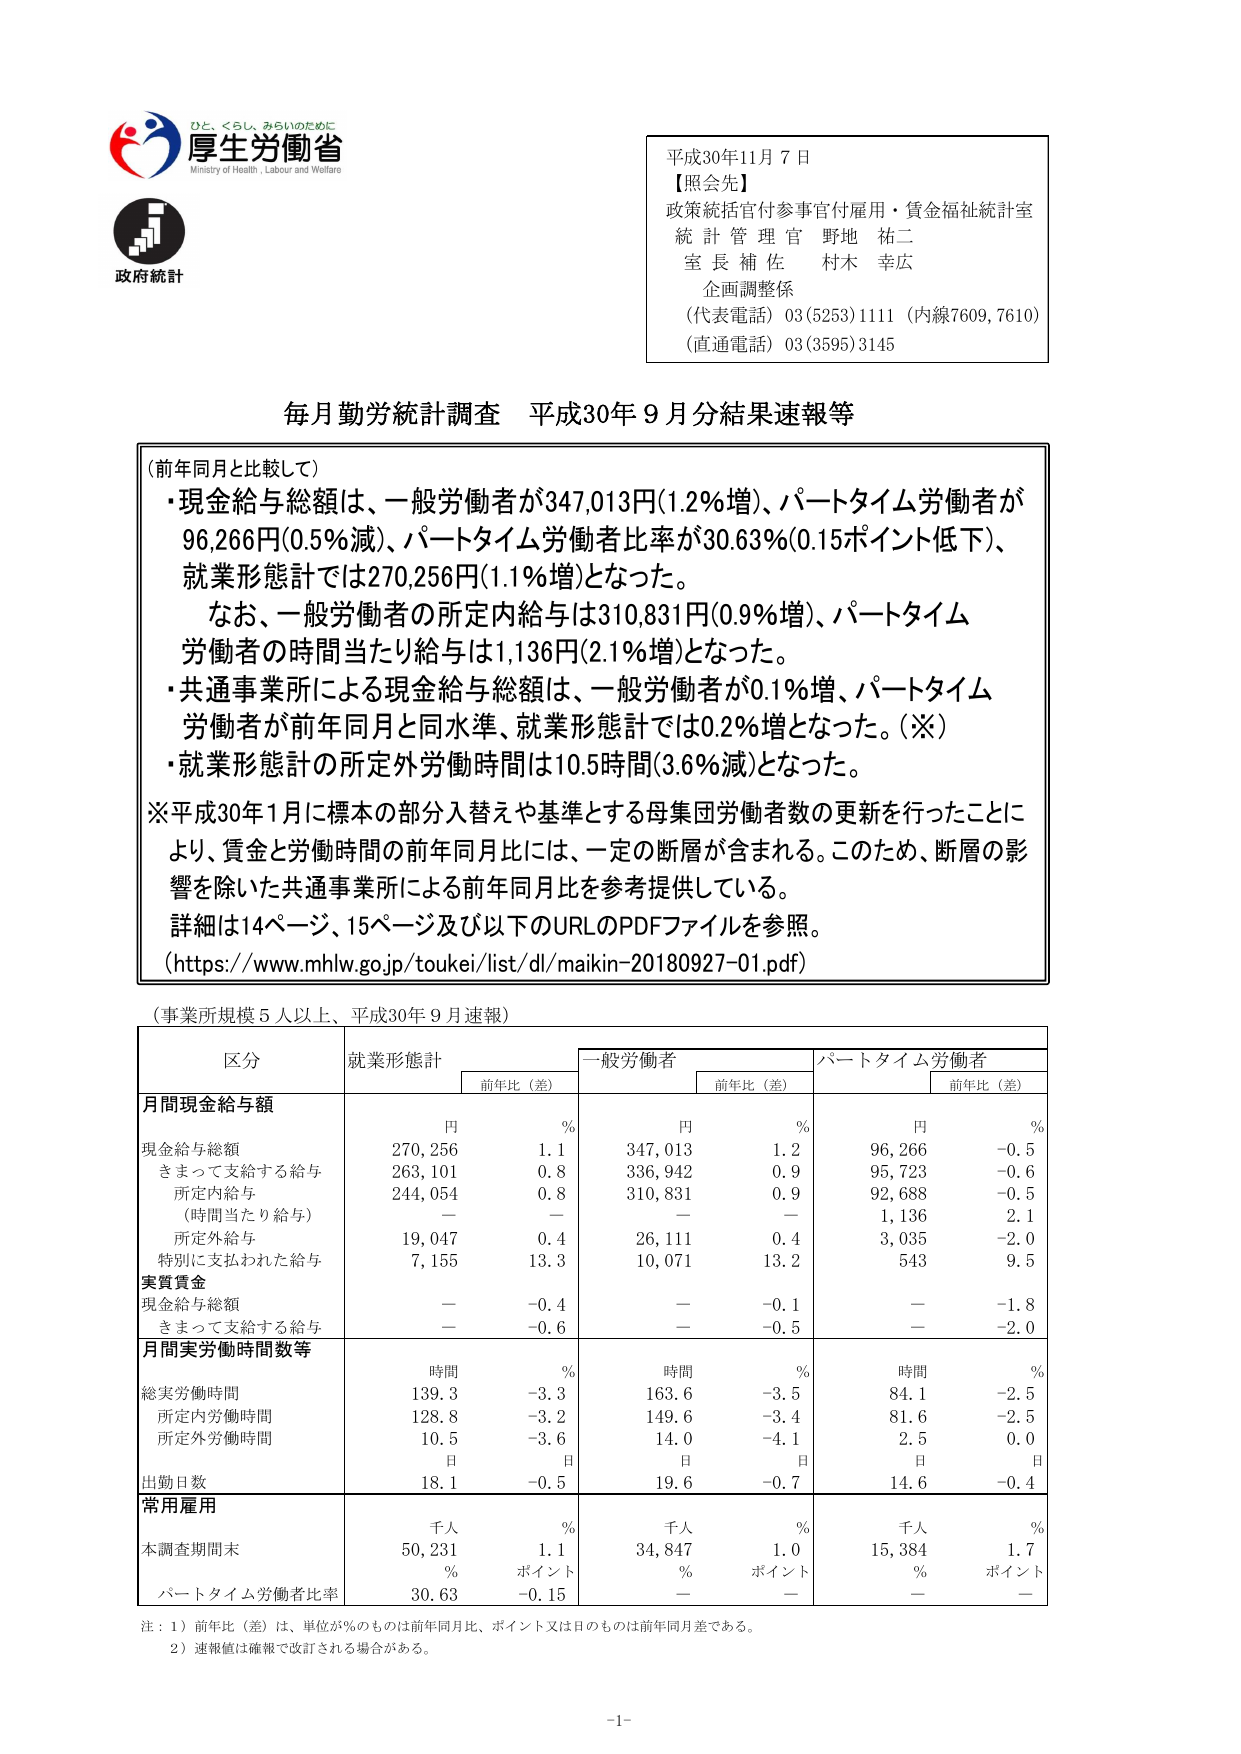 ひと、くらし、みらいのために
厚生労働省
Ministry of Health, Labour and Welfare
政府統計
平成30年11月7日
【照会先】
政策統括官付参事官付雇用・賃金福祉統計室
統計管理官 野地 祐二
室長補佐 村木 幸広
企画調整係
(代表電話) 03(5253)1111 (内線7609,7610)
(直通電話) 03(3595)3145
毎月勤労統計調査 平成30年9月分結果速報等
(前年同月と比較して)
・現金給与総額は、一般労働者が347,013円(1.2%増)、パートタイム労働者が
96,266円(0.5%減)、パートタイム労働者比率が30.63%(0.15ポイント低下)、
就業形態計では270,256円(1.1%増)となった。
なお、一般労働者の所定内給与は310,831円(0.9%増)、パートタイム
労働者の時間当たり給与は1,136円(2.1%増)となった。
・共通事業所による現金給与総額は、一般労働者が0.1%増、パートタイム
労働者が前年同月と同水準、就業形態計では0.2%増となった。(※)
・就業形態計の所定外労働時間は10.5時間(3.6%減)となった。
※平成30年1月に標本の部分入替えや基準とする母集団労働者数の更新を行ったことに
より、賃金と労働時間の前年同月比には、一定の断層が含まれる。このため、断層の影
響を除いた共通事業所による前年同月比を参考提供している。
詳細は14ページ、15ページ及び以下のURLのPDFファイルを参照。
(https://www.mhlw.go.jp/toukei/list/dl/maikin-20180927-01.pdf)
(事業所規模5人以上、平成30年9月速報)
区分 就業形態計 一般労働者 パートタイム労働者
前年比(差) 前年比(差) 前年比(差)
月間現金給与額
円 % 円 % 円 %
現金給与総額 270,256 1.1 347,013 1.2 96,266 -0.5
きまって支給する給与 263,101 0.8 336,942 0.9 95,723 -0.6
所定内給与 244,054 0.8 310,831 0.9 92,688 -0.5
(時間当たり給与) － － － － 1,136 2.1
所定外給与 19,047 0.4 26,111 0.4 3,035 -2.0
特別に支払われた給与 7,155 13.3 10,071 13.2 543 9.5
実質賃金
現金給与総額 － -0.4 － -0.1 － -1.8
きまって支給する給与 － -0.6 － -0.5 － -2.0
月間実労働時間数等
時間 % 時間 % 時間 %
総実労働時間 139.3 -3.3 163.6 -3.5 84.1 -2.5
所定内労働時間 128.8 -3.2 149.6 -3.4 81.6 -2.5
所定外労働時間 10.5 -3.6 14.0 -4.1 2.5 0.0
日 日 日 日 日 日
出勤日数 18.1 -0.5 19.6 -0.7 14.6 -0.4
常用雇用
千人 % 千人 % 千人 %
本調査期間末 50,231 1.1 34,847 1.0 15,384 1.7
% ポイント % ポイント % ポイント
パートタイム労働者比率 30.63 -0.15 － － － －
注:1)前年比(差)は、単位が%のものは前年同月比、ポイント又は日のものは前年同月差である。
2)速報値は確報で改訂される場合がある。
-1-